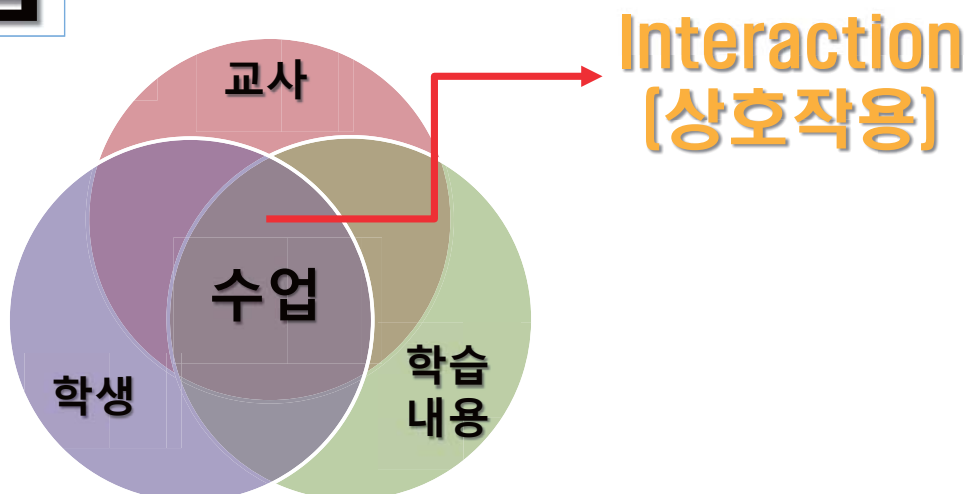 Interaction
[상호작용]
교사
수업
학생
학습
내용